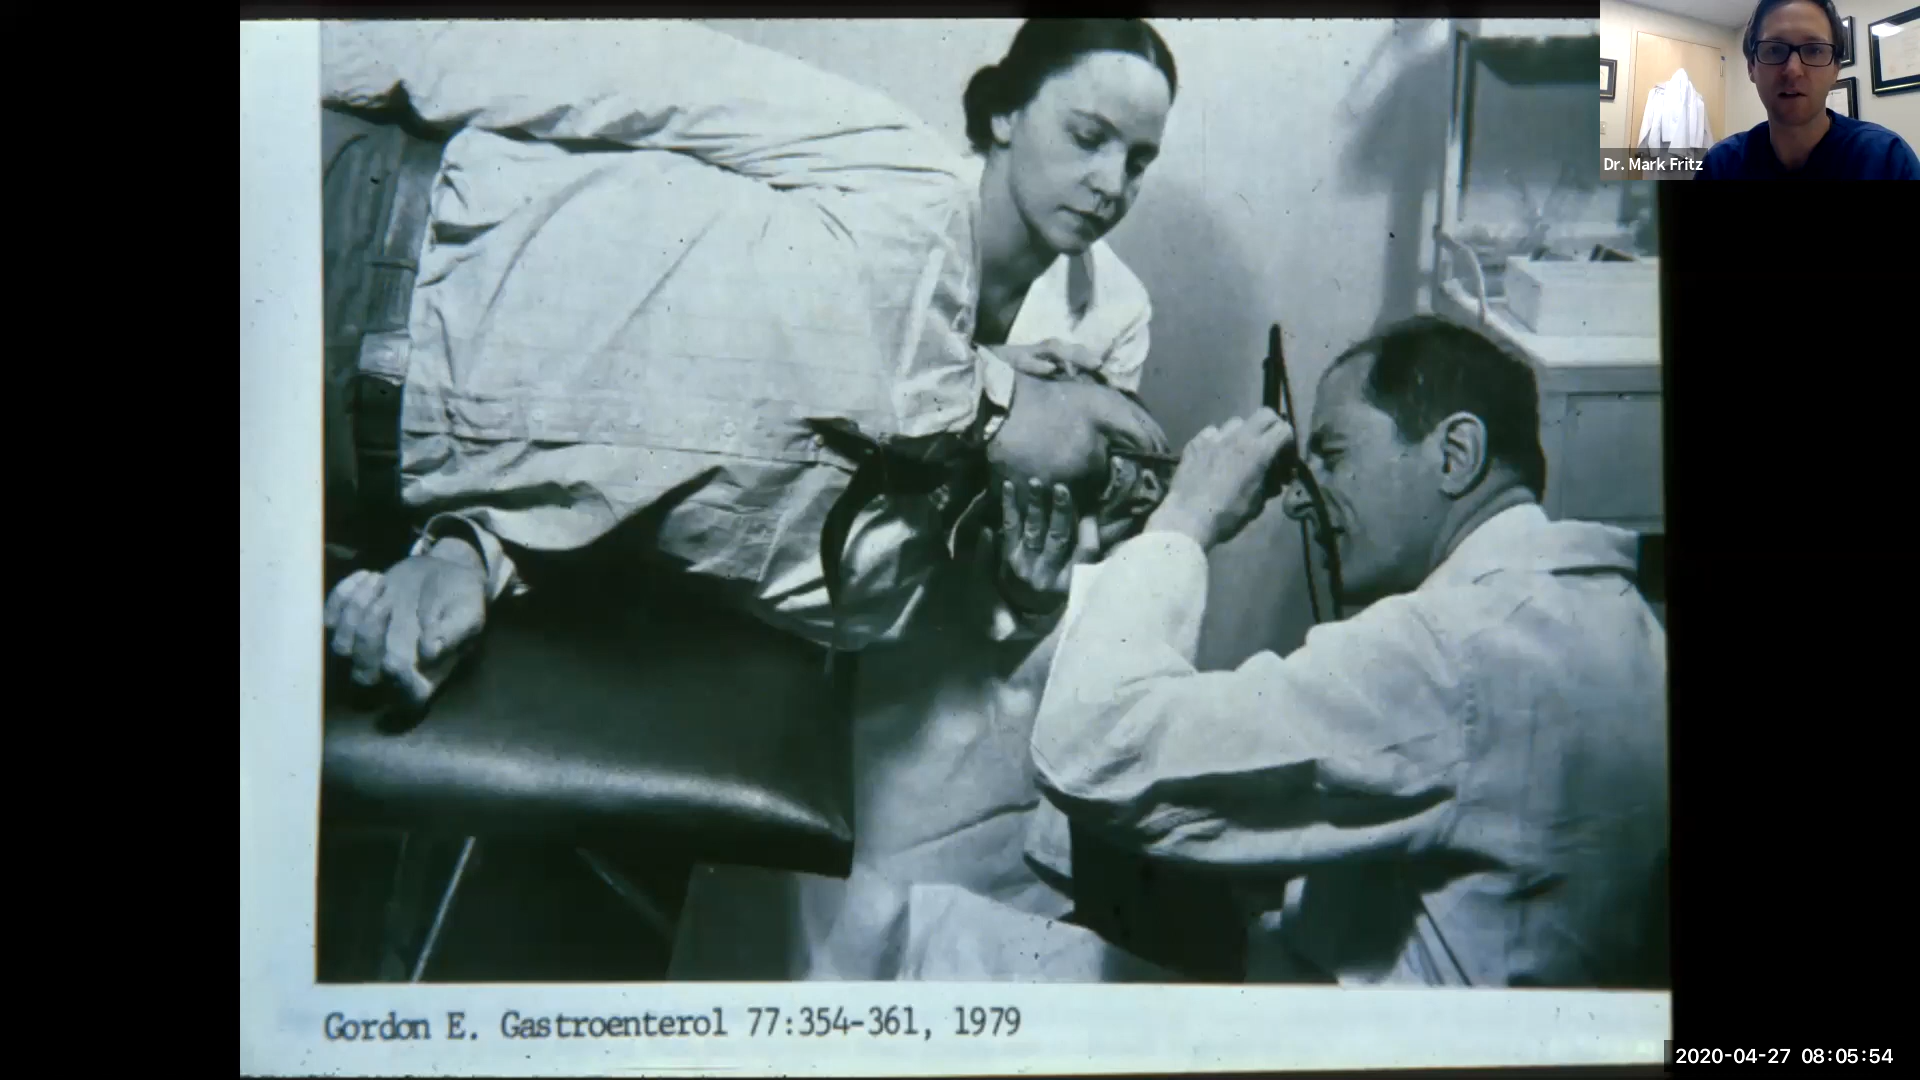 Dr. Mark Fritz
Gordon E. Gastroenterol 77:354-361, 1979
2020-04-27 08:05:54